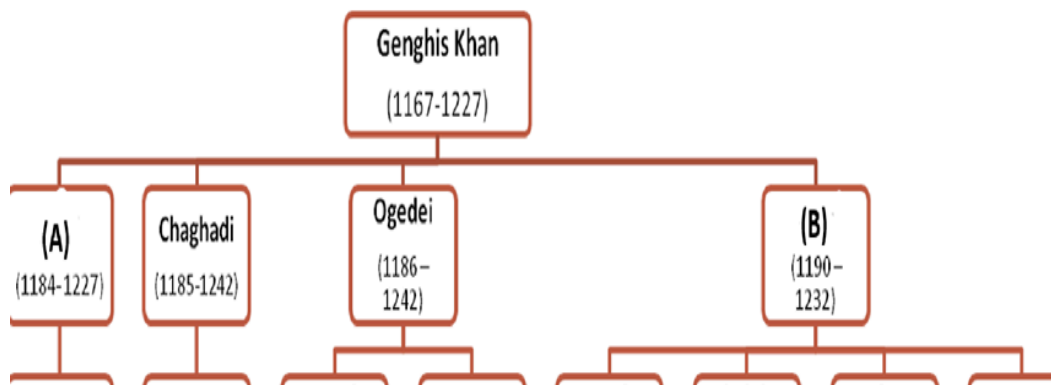 Genghis Khan
(1167-1227)
(A)
(1184-1227)
Chaghadi
(1185-1242)
Ogedei
(1186–
1242)
(B)
(1190–
1232)